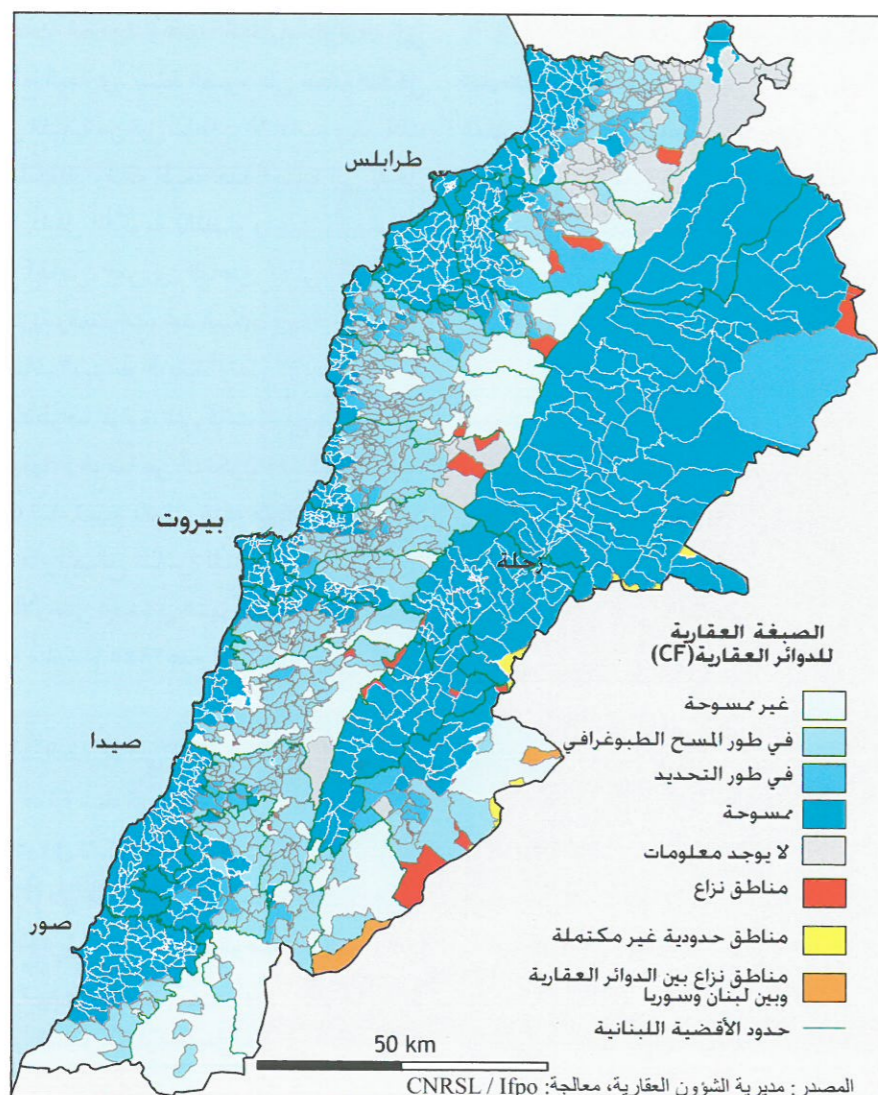 طرابلس
بيروت
زحلة
صيدا
صور
الصبغة العقارية
للدوائر العقارية(CF)
غير ممسوحة
في طور المسح الطبوغرافي
في طور التحديد
ممسوحة
لا يوجد معلومات
مناطق نزاع
مناطق حدودية غير مكتملة
مناطق نزاع بين الدوائر العقارية
وبين لبنان وسوريا
حدود الأقضية اللبنانية
50 km
المصدر: مديرية الشؤون العقارية، معالجة: CNRSL / Ifpo